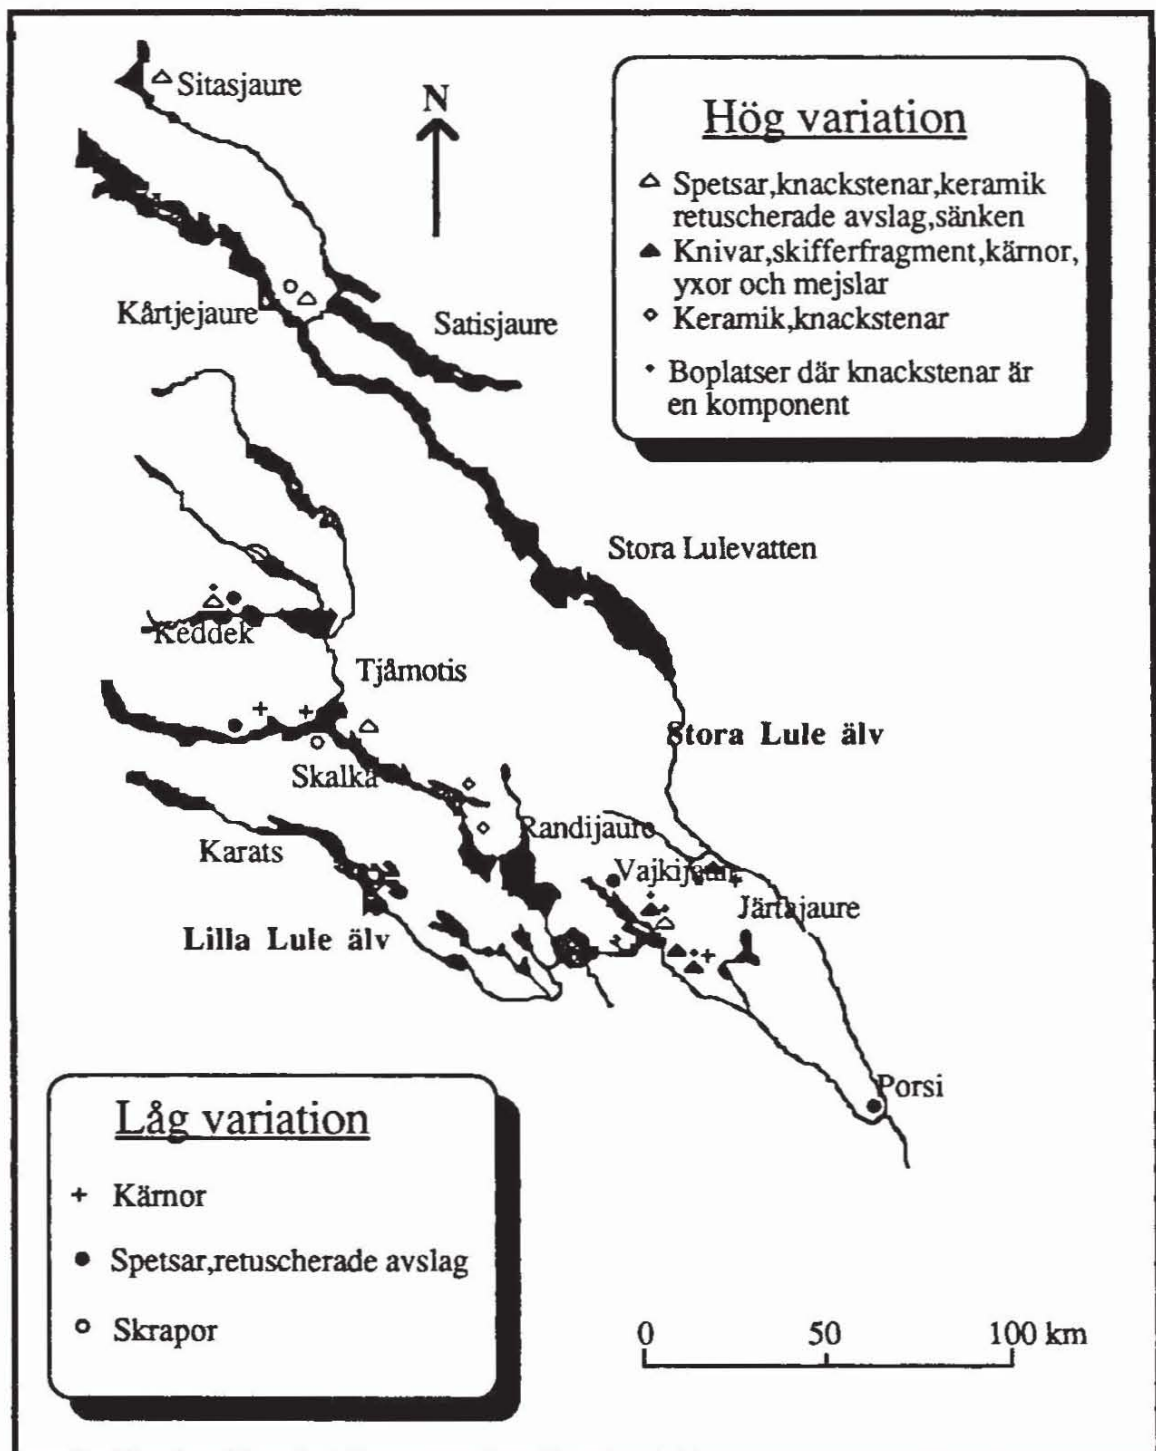 Sitasjaure
N
Hög variation
Spetsar,knackstenar,keramik
retuscherade avslag,sänken
Knivar,skifferfragment,kärnor,
yxor och mejslar
Keramik,knackstenar
Boplatser där knackstenar är
en komponent
Kårtjejaure
Satisjaure
Stora Lulevatten
Keddek
Tjåmotis
Stora Lule älv
Skalka
Randijaure
Karats
Vajkijaur
Järtajaure
Lilla Lule älv
Porsi
Låg variation
Kärnor
Spetsar,retuscherade avslag
Skrapor
0 50 100 km